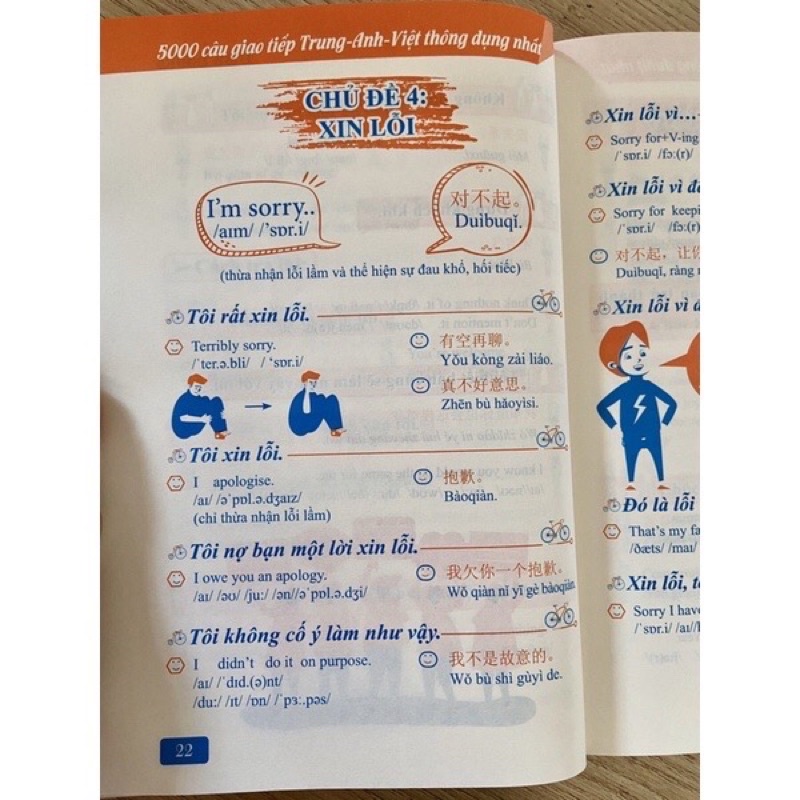 5000 câu giao tiếp Trung-Anh-Việt thông dụng nhất
CHỦ ĐỀ 4:
XIN LỖI
I'm sorry..
/aɪm/ /'sɒr.i/
对不起。
Duìbuqǐ.
(thừa nhận lỗi lầm và thể hiện sự đau khổ, hối tiếc)
Tôi rất xin lỗi.
Terribly sorry.
/ˈter.ə.bli/ / ‘sɒr.i/
有空再聊。
Yǒu kòng zài liáo.
真不好意思。
Zhēn bù hǎoyìsi.
Tôi xin lỗi.
I apologise.
/aɪ/ /əˈpɒl.ə.dʒaɪz/
(chỉ thừa nhận lỗi lầm)
抱歉。
Bàoqiàn.
Tôi nợ bạn một lời xin lỗi.
I owe you an apology.
/aɪ/ /əʊ/ /ju:/ /ən//əˈpɒl.ə.dʒi/
我欠你一个抱歉。
Wǒ qiàn nǐ yī gè bàoqiàn.
Tôi không cố ý làm như vậy.
I didn't do it on purpose.
/aɪ/ /ˈdɪd.(ə)nt/
/du:/ /ɪt/ /ɒn/ /ˈpɜː.pəs/
我不是故意的。
Wǒ bù shì gùyì de.
22
Xin lỗi vì...
Sorry for+V-ing
/ˈsɒr.i/ /fɔ:(r)/
Xin lỗi vì
Sorry for
/ˈsɒr.i/ /fɔ:(r)/
对不起，让你
Duìbuqǐ, ràng
Xin lỗi vì
Đó là lỗi
That's my
/ðæts/ /maɪ/
Xin lỗi,
Sorry I have
/ˈsɒr.i/